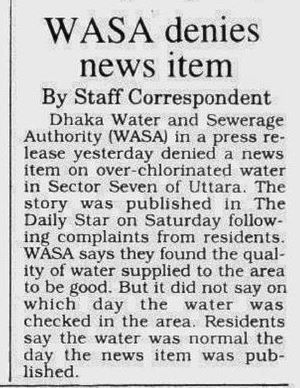 WASA denies
news item
By Staff Correspondent
Dhaka Water and Sewerage
Authority (WASA) in a press re-
lease yesterday denied a news
item on over-chlorinated water
in Sector Seven of Uttara. The
story was published in The
Daily Star on Saturday follow-
ing complaints from residents.
WASA says they found the qual-
ity of water supplied to the area
to be good. But it did not say on
which day the water was
checked in the area. Residents
say the water was normal the
day the news item was pub-
lished.